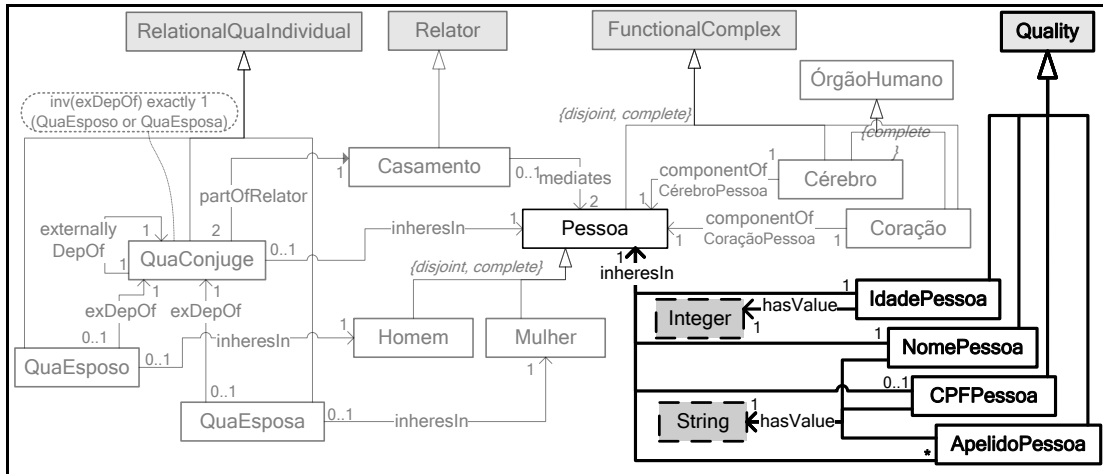 RelationalQuaIndividual
Relator
FunctionalComplex
Quality
ÓrgãoHumano
inv(exDepOf) exactly 1
(QuaEsposo or QuaEsposa)
{disjoint, complete}
{complete
}
Casamento
1
0..1
mediates
2
partOfRelator
2
1
componentOf
CérebroPessoa
1
Cérebro
externally
DepOf
1
1
QuaConjuge
0..1
inheresIn
1
Pessoa
1
componentOf
CoraçãoPessoa
1
Coração
1
inheresIn
{disjoint, complete}
exDepOf
1
exDepOf
1
1
IdadePessoa
hasValue
1
Integer
0..1
QuaEsposo
0..1
inheresIn
1
Homem
Mulher
1
1
NomePessoa
0..1
CPFPessoa
0..1
QuaEsposa
0..1
inheresIn
String
1
hasValue
*
ApelidoPessoa